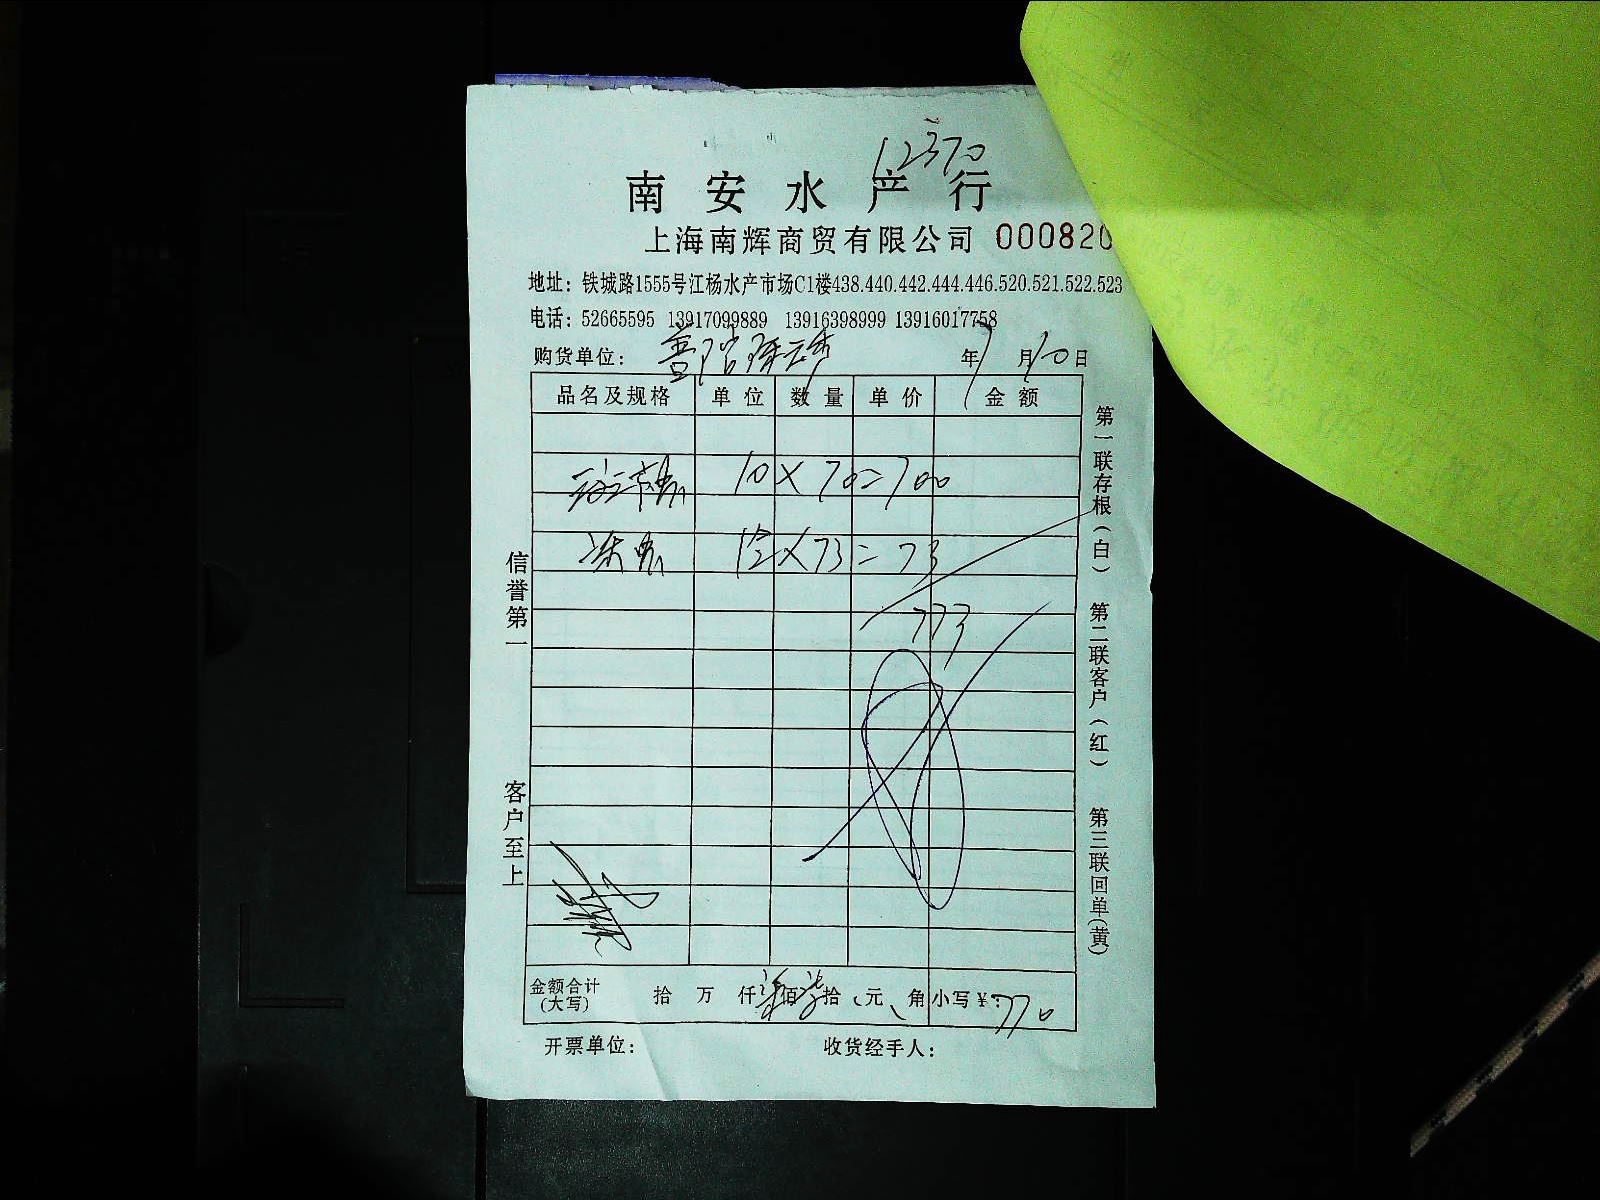 12370
南安水产行
上海南辉商贸有限公司 000820
地址：铁城路1555号江杨水产市场C1楼438.440.442.444.446.520.521.522.523
电话：52665595 13917099889 13916398999 13916017758
购货单位： 年7月10日
品名及规格 单位 数量 单价 金额
10×70=700
×73=73
773
信誉第一
客户至上
第一联存根（白）
第二联客户（红）
第三联回单（黄）
金额合计（大写） 拾 万 仟 柒佰柒拾 元 角 小写￥：770
开票单位： 收货经手人：